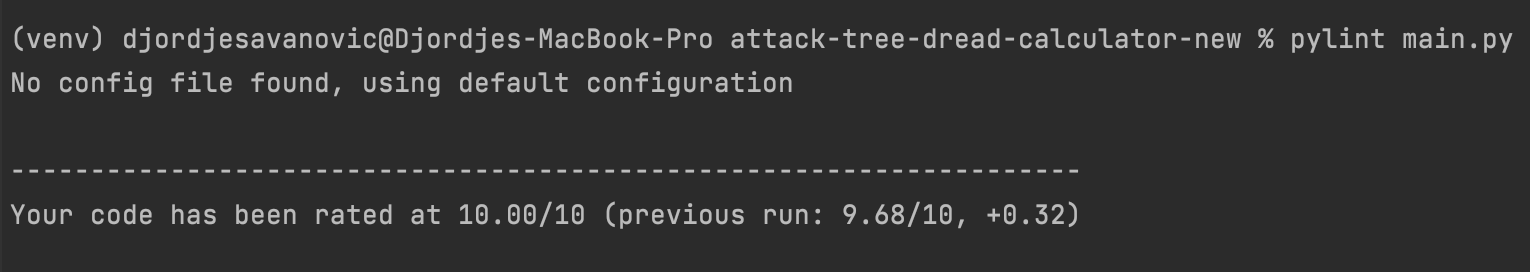 (venv) djordjesavanovic@Djordjes-MacBook-Pro attack-tree-dread-calculator-new % pylint main.py
No config file found, using default configuration
-------------------------------------------------------------------
Your code has been rated at 10.00/10 (previous run: 9.68/10, +0.32)